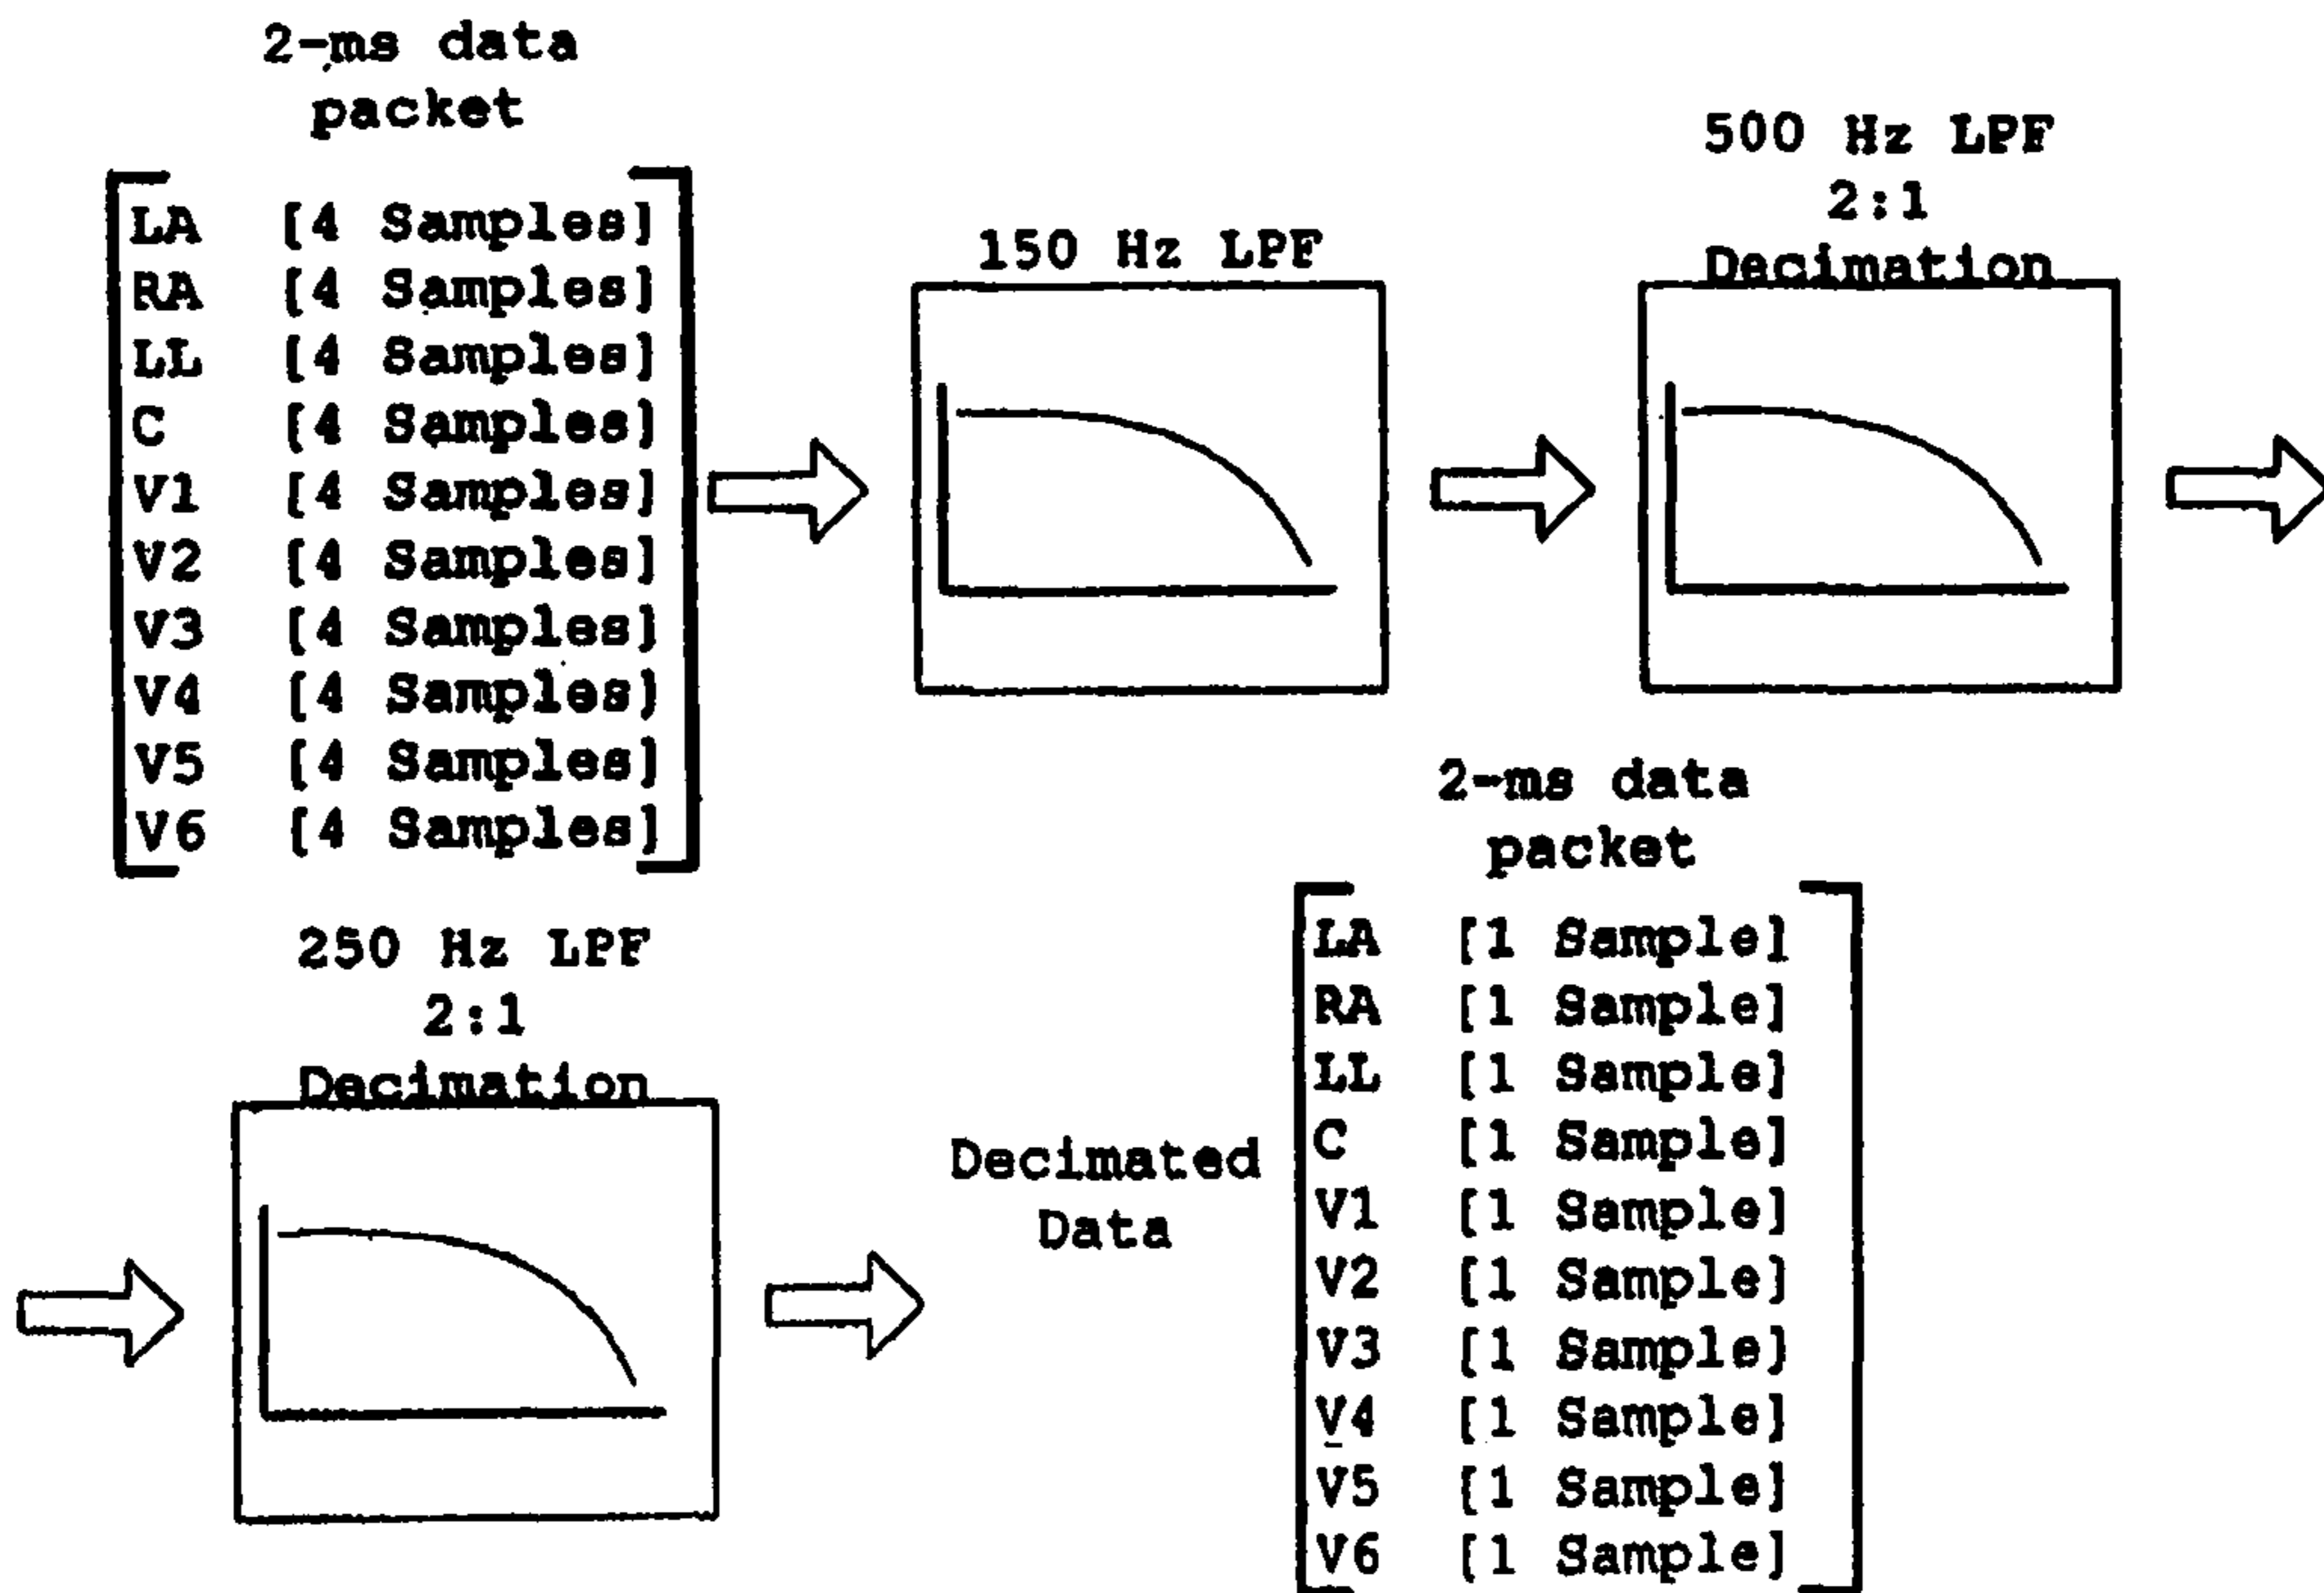 2-ms data
packet
LA [4 Samples]
RA [4 Samples]
LL [4 Samples]
C [4 Samples]
V1 [4 Samples]
V2 [4 Samples]
V3 [4 Samples]
V4 [4 Samples]
V5 [4 Samples]
V6 [4 Samples]
150 Hz LPF
500 Hz LPF
2:1
Decimation
250 Hz LPF
2:1
Decimation
Decimated
Data
2-ms data
packet
LA [1 Sample]
RA [1 Sample]
LL [1 Sample]
C [1 Sample]
V1 [1 Sample]
V2 [1 Sample]
V3 [1 Sample]
V4 [1 Sample]
V5 [1 Sample]
V6 [1 Sample]